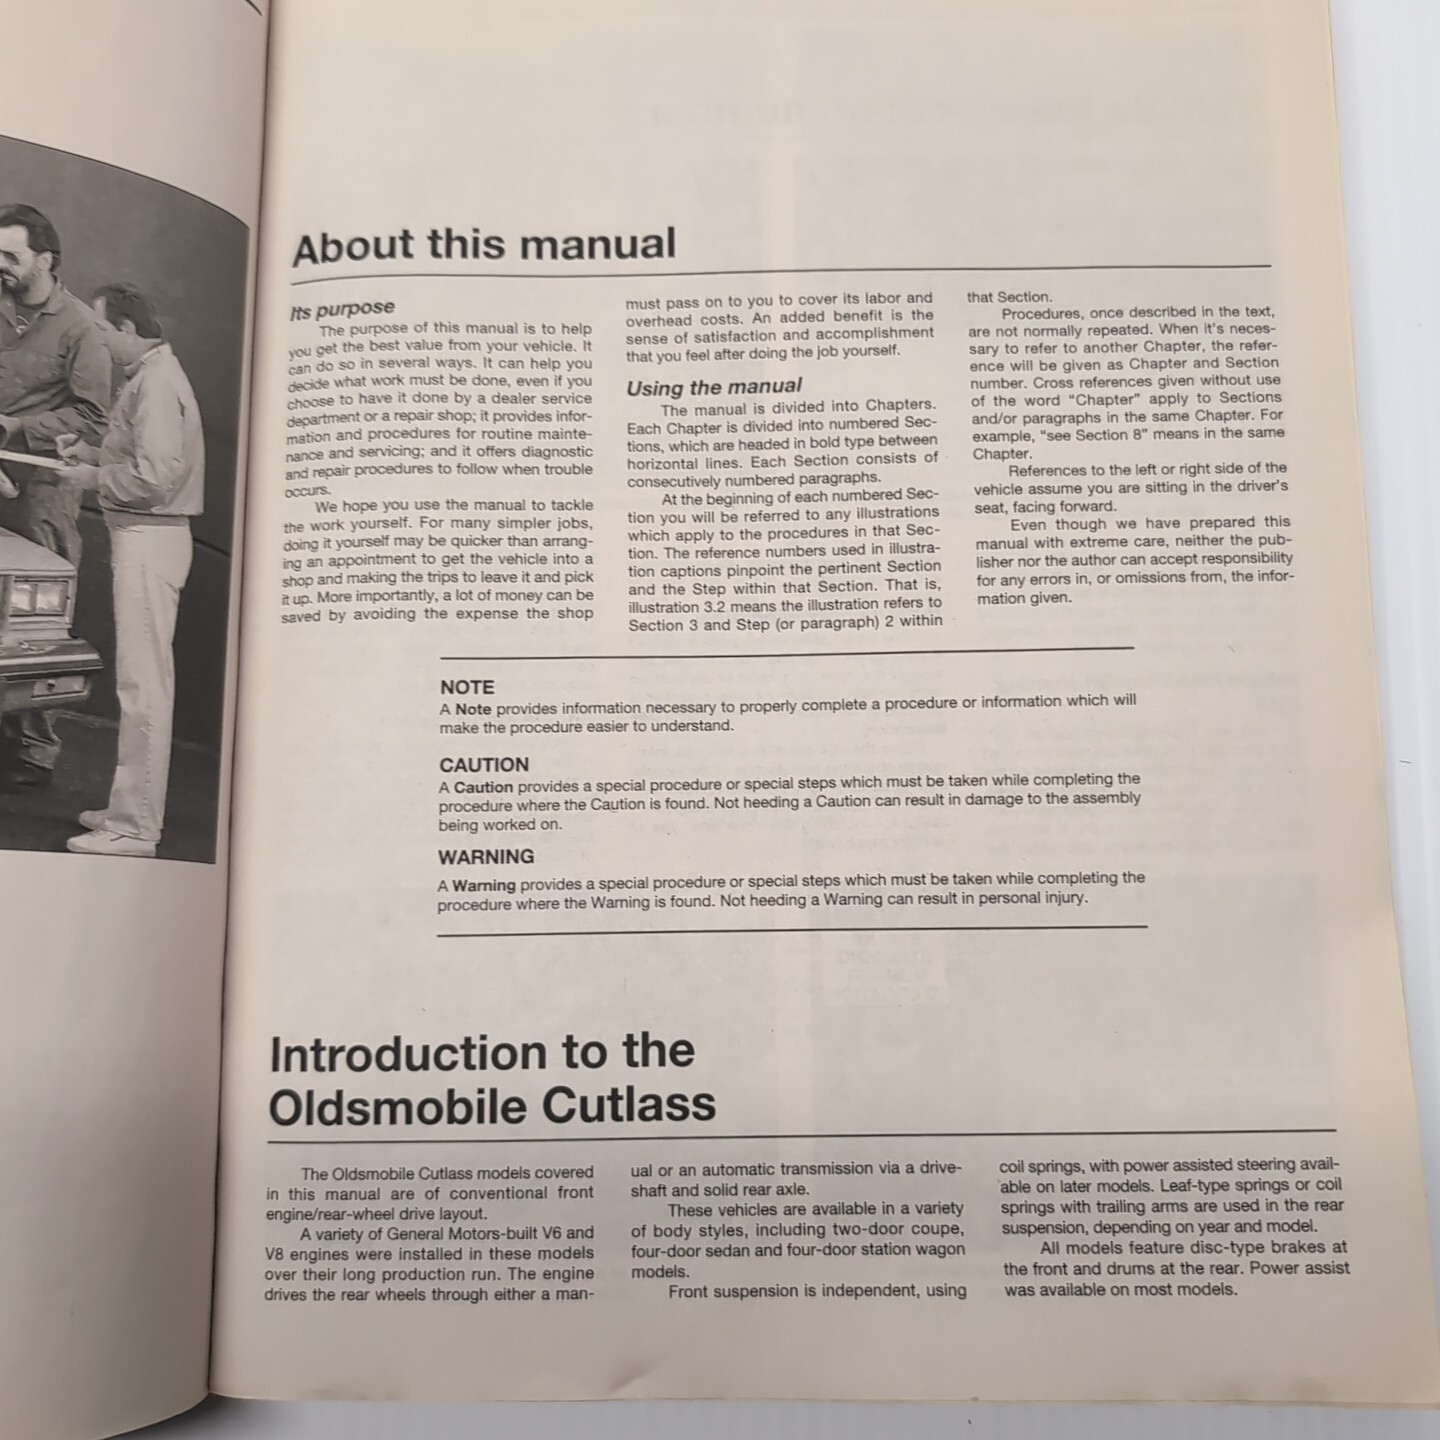 About this manual
Its purpose
The purpose of this manual is to help
you get the best value from your vehicle. It
can do so in several ways. It can help you
decide what work must be done, even if you
choose to have it done by a dealer service
department or a repair shop; it provides infor-
mation and procedures for routine mainte-
nance and servicing; and it offers diagnostic
and repair procedures to follow when trouble
occurs.
We hope you use the manual to tackle
the work yourself. For many simpler jobs,
doing it yourself may be quicker than arrang-
ing an appointment to get the vehicle into a
shop and making the trips to leave it and pick
it up. More importantly, a lot of money can be
saved by avoiding the expense the shop
must pass on to you to cover its labor and
overhead costs. An added benefit is the
sense of satisfaction and accomplishment
that you feel after doing the job yourself.
Using the manual
The manual is divided into Chapters.
Each Chapter is divided into numbered Sec-
tions, which are headed in bold type between
horizontal lines. Each Section consists of
consecutively numbered paragraphs.
At the beginning of each numbered Sec-
tion you will be referred to any illustrations
which apply to the procedures in that Sec-
tion. The reference numbers used in illustra-
tion captions pinpoint the pertinent Section
and the Step within that Section. That is,
illustration 3.2 means the illustration refers to
Section 3 and Step (or paragraph) 2 within
that Section.
Procedures, once described in the text,
are not normally repeated. When it's neces-
sary to refer to another Chapter, the refer-
ence will be given as Chapter and Section
number. Cross references given without use
of the word "Chapter" apply to Sections
and/or paragraphs in the same Chapter. For
example, "see Section 8" means in the same
Chapter.
References to the left or right side of the
vehicle assume you are sitting in the driver's
seat, facing forward.
Even though we have prepared this
manual with extreme care, neither the pub-
lisher nor the author can accept responsibility
for any errors in, or omissions from, the infor-
mation given.
NOTE
A Note provides information necessary to properly complete a procedure or information which will
make the procedure easier to understand.
CAUTION
A Caution provides a special procedure or special steps which must be taken while completing the
procedure where the Caution is found. Not heeding a Caution can result in damage to the assembly
being worked on.
WARNING
A Warning provides a special procedure or special steps which must be taken while completing the
procedure where the Warning is found. Not heeding a Warning can result in personal injury.
Introduction to the
Oldsmobile Cutlass
The Oldsmobile Cutlass models covered
in this manual are of conventional front
engine/rear-wheel drive layout.
A variety of General Motors-built V6 and
V8 engines were installed in these models
over their long production run. The engine
drives the rear wheels through either a man-
ual or an automatic transmission via a drive-
shaft and solid rear axle.
These vehicles are available in a variety
of body styles, including two-door coupe,
four-door sedan and four-door station wagon
models.
Front suspension is independent, using
coil springs, with power assisted steering avail-
able on later models. Leaf-type springs or coil
springs with trailing arms are used in the rear
suspension, depending on year and model.
All models feature disc-type brakes at
the front and drums at the rear. Power assist
was available on most models.